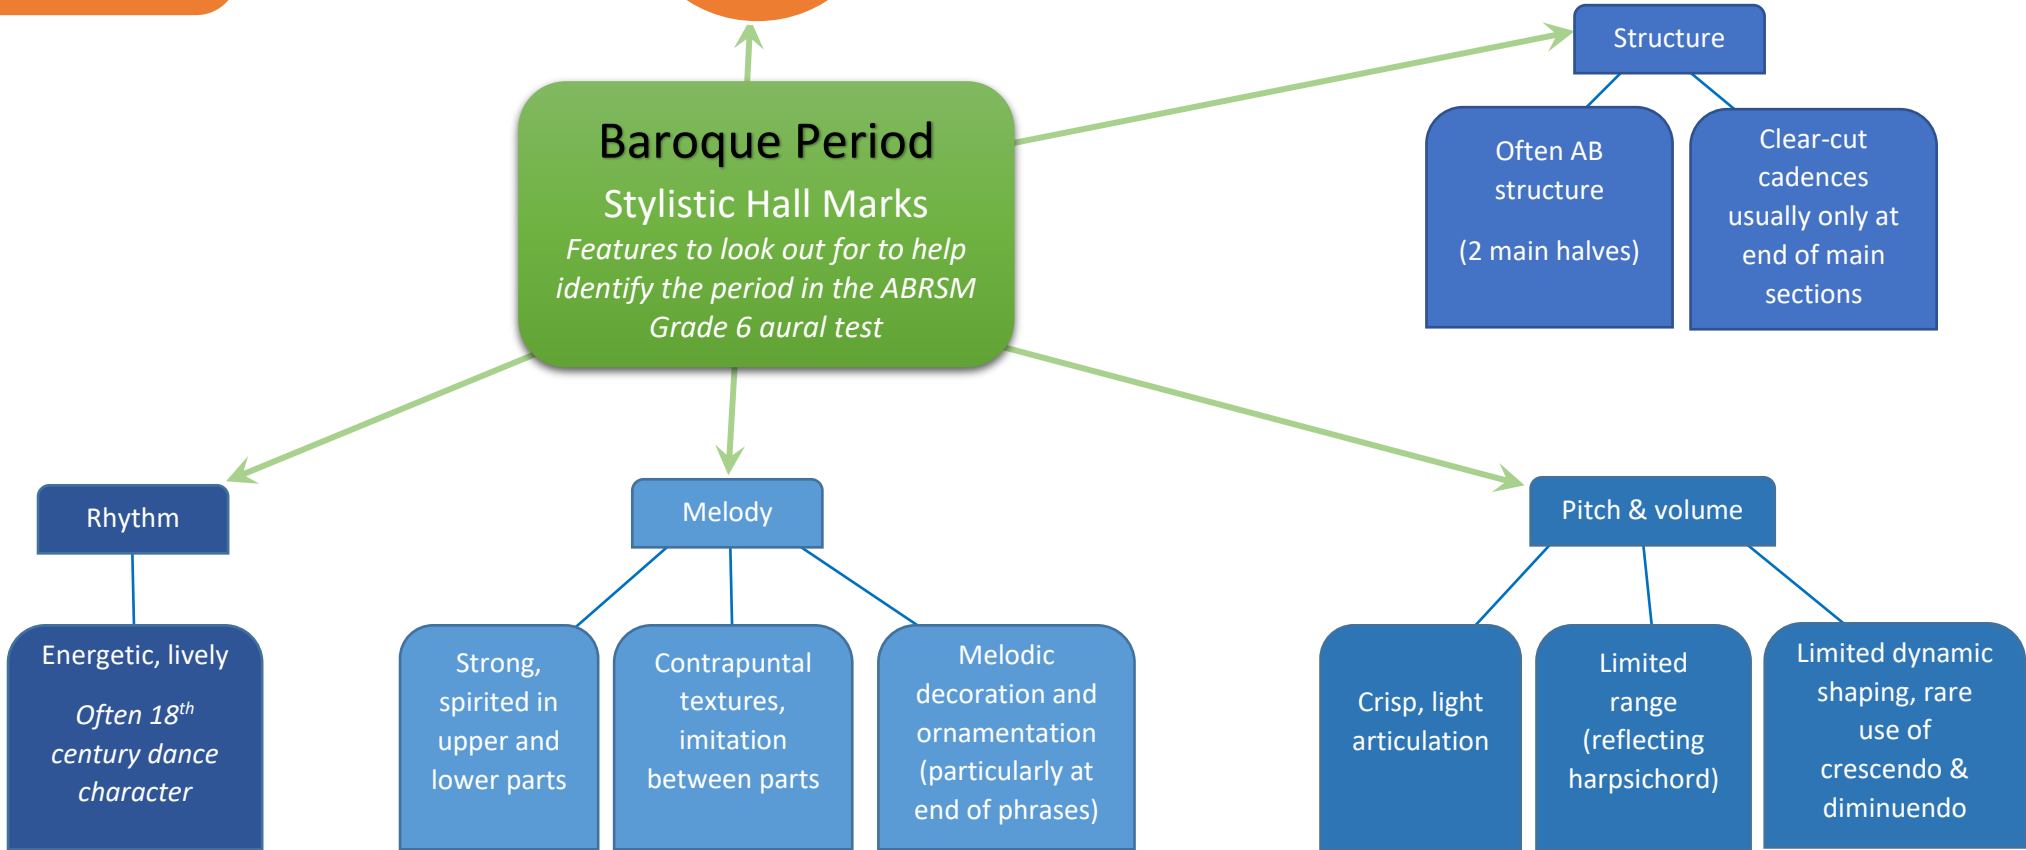 Structure
Often AB
structure
(2 main halves)
Clear-cut
cadences
usually only at
end of main
sections
Baroque Period
Stylistic Hall Marks
Features to look out for to help
identify the period in the ABRSM
Grade 6 aural test
Rhythm
Energetic, lively
Often 18th
century dance
character
Melody
Strong,
spirited in
upper and
lower parts
Contrapuntal
textures,
imitation
between parts
Melodic
decoration and
ornamentation
(particularly at
end of phrases)
Pitch & volume
Crisp, light
articulation
Limited
range
(reflecting
harpsichord)
Limited dynamic
shaping, rare
use of
crescendo &
diminuendo